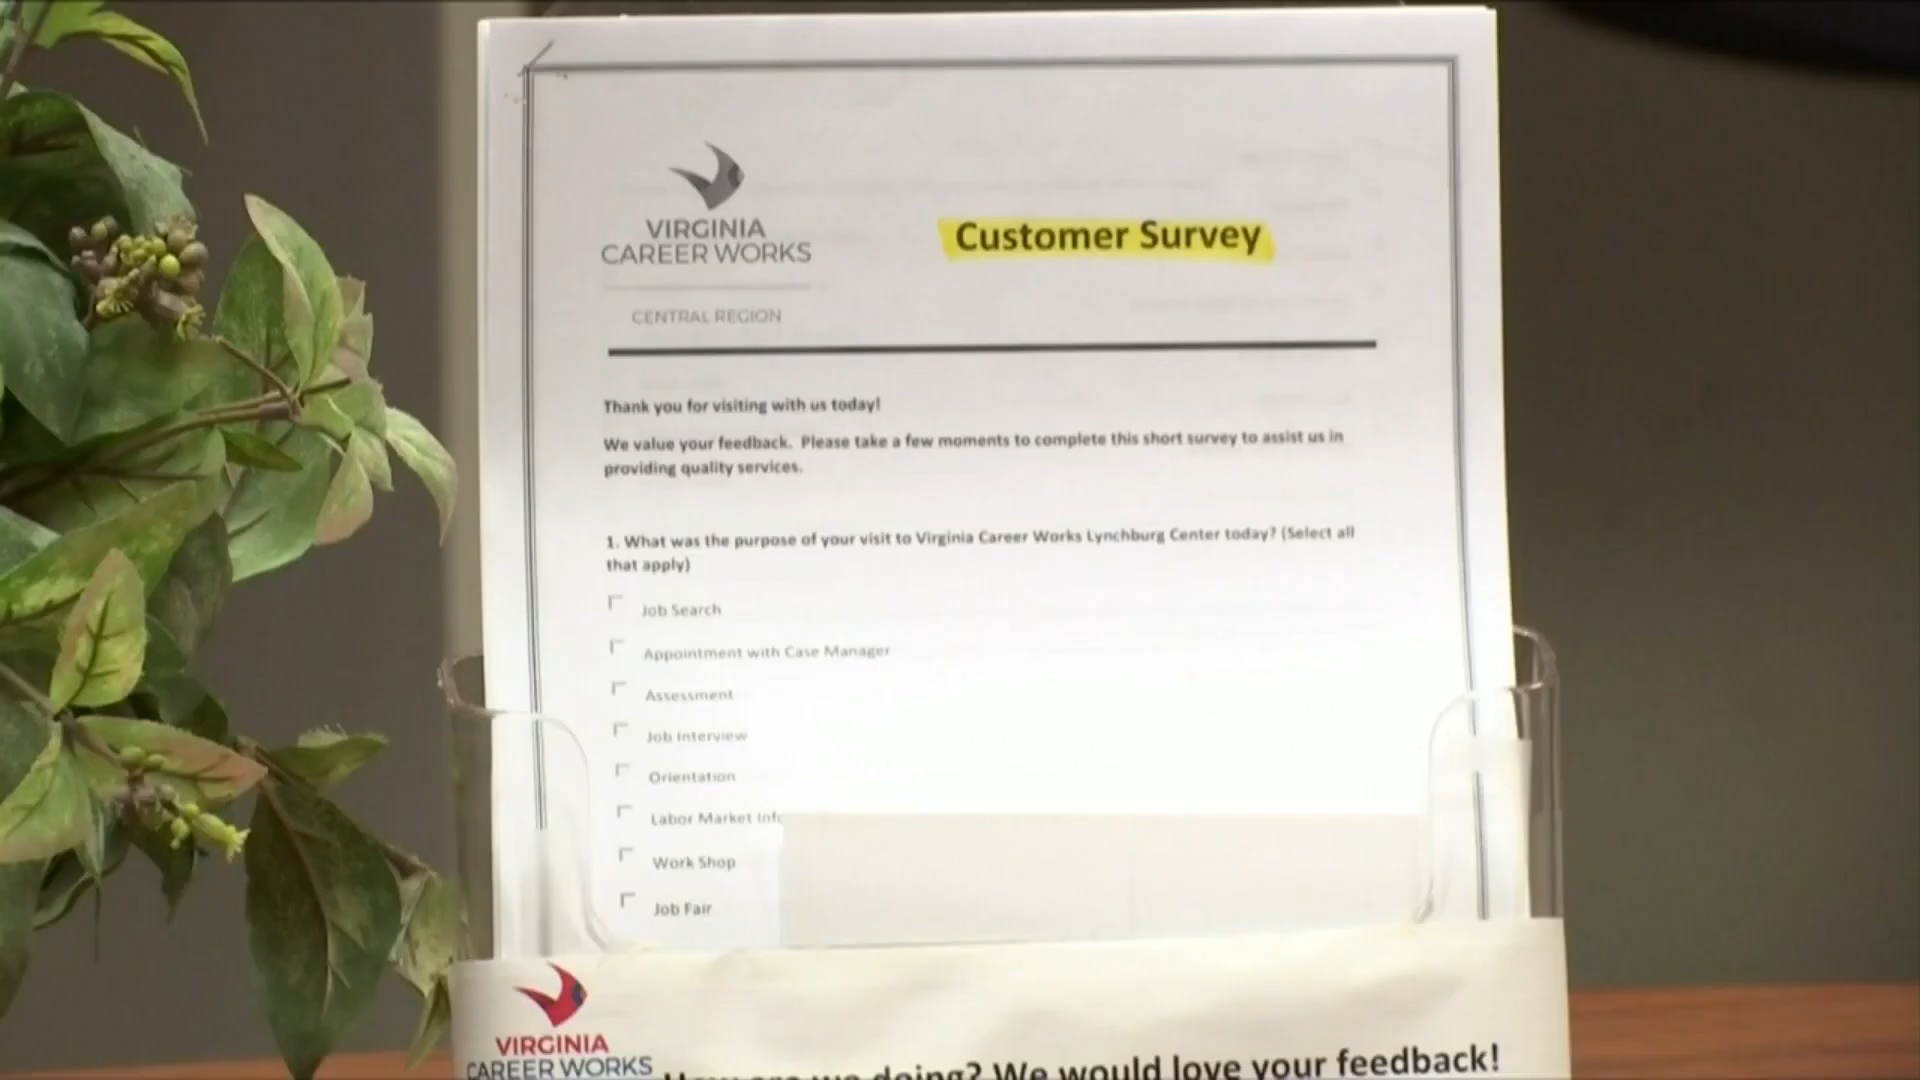 VIRGINIA
CAREER WORKS
CENTRAL REGION
Customer Survey
Thank you for visiting with us today!
We value your feedback. Please take a few moments to complete this short survey to assist us in
providing quality services.
1. What was the purpose of your visit to Virginia Career Works Lynchburg Center today? (Select all
that apply)
Job Search
Appointment with Case Manager
Assessment
Job Interview
Orientation
Labor Market
Work Shop
Job Fair
VIRGINIA
CAREER WORKS
How are we doing? We would love your feedback!